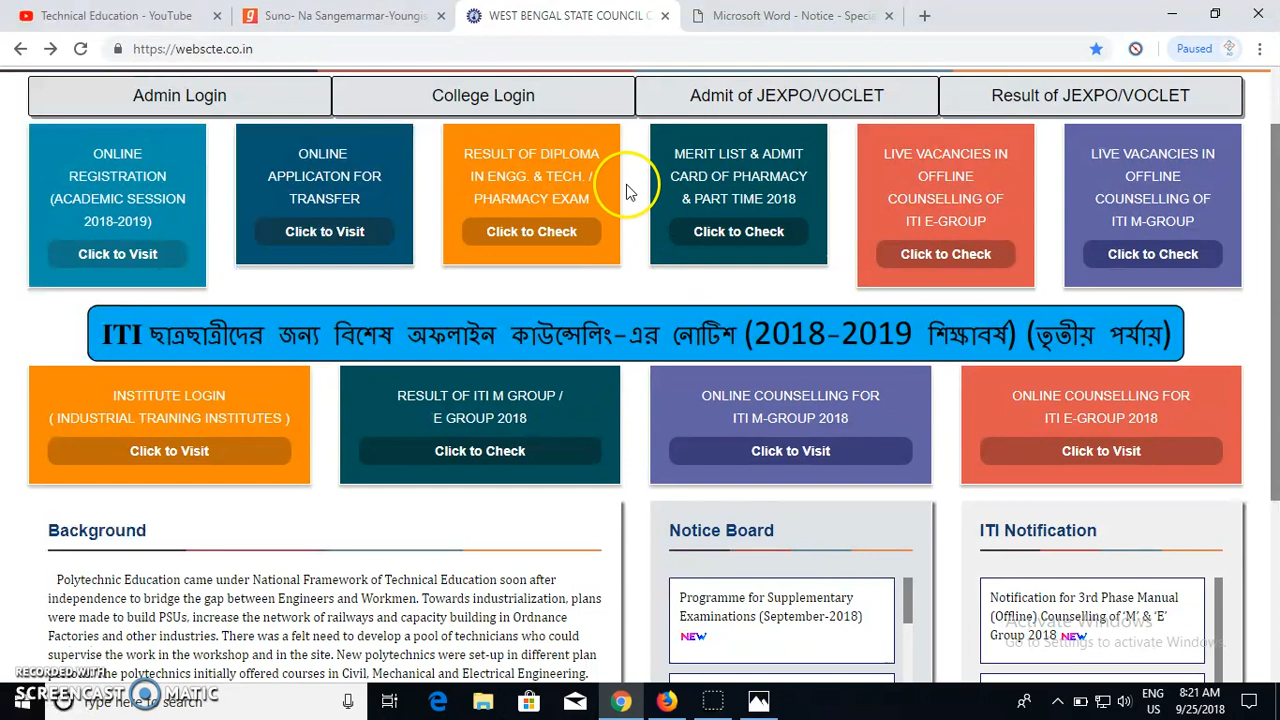 Technical Education - YouTube
Suno- Na Sangemarmar-Youngis
WEST BENGAL STATE COUNCIL
Microsoft Word - Notice - Speci
https://webscte.co.in
Paused
Admin Login
College Login
Admit of JEXPO/VOCLET
Result of JEXPO/VOCLET
ONLINE
REGISTRATION
(ACADEMIC SESSION
2018-2019)
Click to Visit
ONLINE
APPLICATON FOR
TRANSFER
Click to Visit
RESULT OF DIPLOMA
IN ENGG. & TECH. /
PHARMACY EXAM
Click to Check
MERIT LIST & ADMIT
CARD OF PHARMACY
& PART TIME 2018
Click to Check
LIVE VACANCIES IN
OFFLINE
COUNSELLING OF
ITI E-GROUP
Click to Check
LIVE VACANCIES IN
OFFLINE
COUNSELLING OF
ITI M-GROUP
Click to Check
ITI ছাত্রছাত্রীদের জন্য বিশেষ অফলাইন কাউন্সেলিং-এর নোটিশ (2018-2019 শিক্ষাবর্ষ) (তৃতীয় পর্যায়)
INSTITUTE LOGIN
( INDUSTRIAL TRAINING INSTITUTES )
Click to Visit
RESULT OF ITI M GROUP /
E GROUP 2018
Click to Check
ONLINE COUNSELLING FOR
ITI M-GROUP 2018
Click to Visit
ONLINE COUNSELLING FOR
ITI E-GROUP 2018
Click to Visit
Background
Polytechnic Education came under National Framework of Technical Education soon after
independence to bridge the gap between Engineers and Workmen. Towards industrialization, plans
were made to build PSUs, increase the network of railways and capacity building in Ordnance
Factories and other industries. There was a felt need to develop a pool of technicians who could
supervise the work in the workshop and in the site. New polytechnics were set-up in different plan
polytechnics initially offered courses in Civil, Mechanical and Electrical Engineering.
Notice Board
Programme for Supplementary
Examinations (September-2018)
NEW
ITI Notification
Notification for 3rd Phase Manual
(Offline) Counselling of 'M' & 'E'
Group 2018 NEW
Activate Windows
Go to Settings to activate Windows.
RECORDED WITH
SCREENCAST MATIC
Type here to search
ENG
US
8:21 AM
9/25/2018